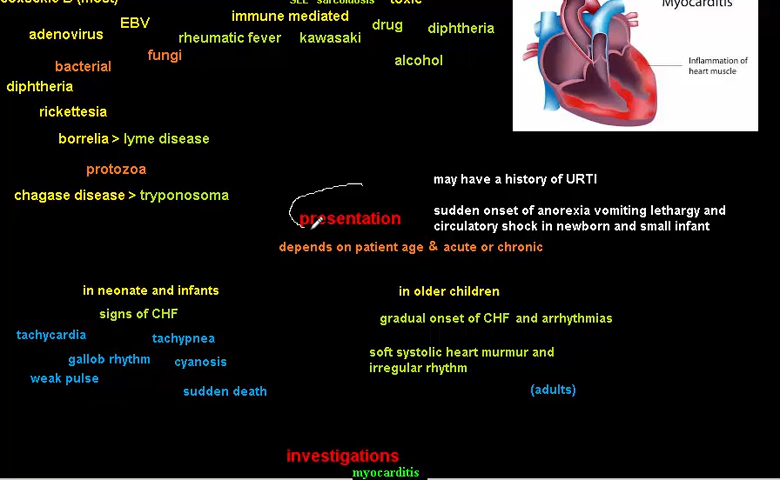 (most)
SLE sarcoidosis
toxic
Myocarditis
immune mediated
EBV
adenovirus
rheumatic fever
kawasaki
drug
diphtheria
fungi
bacterial
alcohol
Inflammation of
heart muscle
diphtheria
rickettesia
borrelia > lyme disease
protozoa
chagase disease > tryponosoma
may have a history of URTI
presentation
sudden onset of anorexia vomiting lethargy and
circulatory shock in newborn and small infant
depends on patient age & acute or chronic
in neonate and infants
in older children
signs of CHF
gradual onset of CHF and arrhythmias
tachycardia
tachypnea
gallob rhythm
cyanosis
soft systolic heart murmur and
irregular rhythm
weak pulse
sudden death
(adults)
investigations
myocarditis